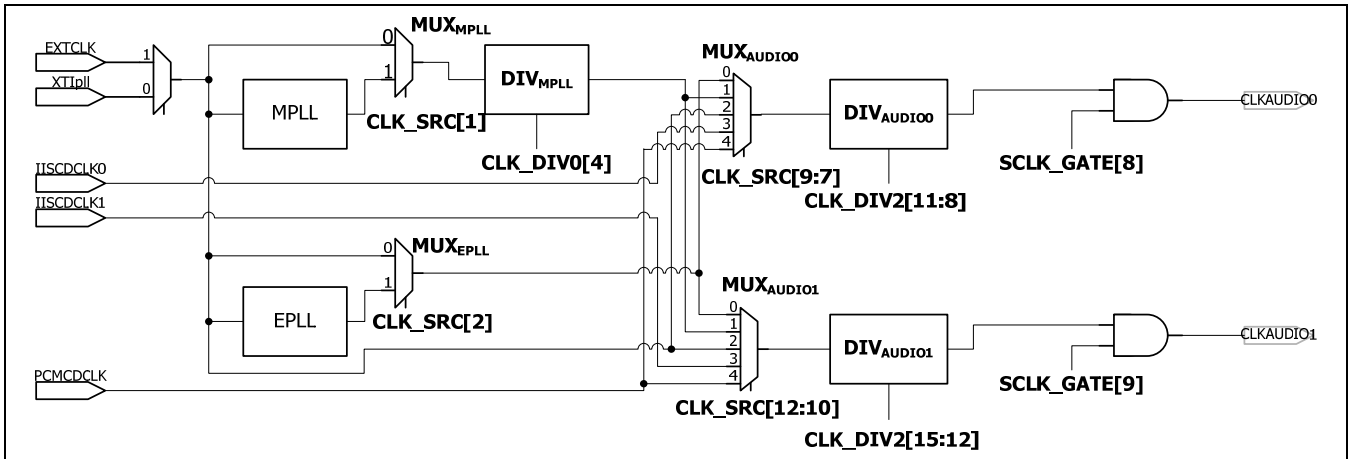 EXTCLK
1
XTIpll
0
MPLL
MUXMPLL
0
1
CLK_SRC[1]
DIVMPLL
CLK_DIV0[4]
MUXAUDIO0
0
1
2
3
4
CLK_SRC[9:7]
DIVAUDIO0
CLK_DIV2[11:8]
SCLK_GATE[8]
CLKAUDIO0
IISCDCLK0
IISCDCLK1
MUXEPLL
0
1
EPLL
CLK_SRC[2]
PCMCDCLK
MUXAUDIO1
0
1
2
3
4
CLK_SRC[12:10]
DIVAUDIO1
CLK_DIV2[15:12]
SCLK_GATE[9]
CLKAUDIO1